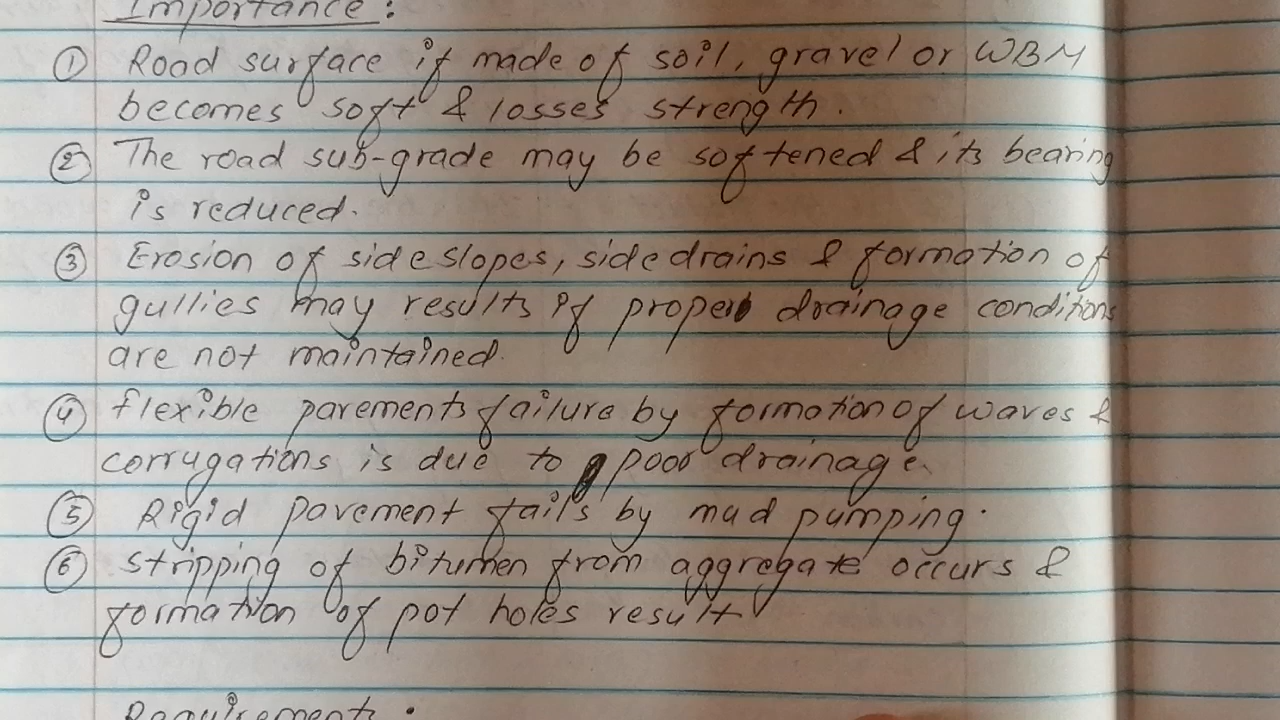 Importance :
① Road surface if made of soil, gravel or WBM
becomes soft & losses strength.
② The road sub-grade may be softened & its bearing
is reduced.
③ Erosion of side slopes, side drains & formation of
gullies may results if proper drainage conditions
are not maintained.
④ flexible pavements failure by formation of waves &
corrugations is due to poor drainage.
⑤ Rigid pavement fails by mud pumping.
⑥ stripping of bitumen from aggregate occurs &
formation of pot holes result
Requirements :